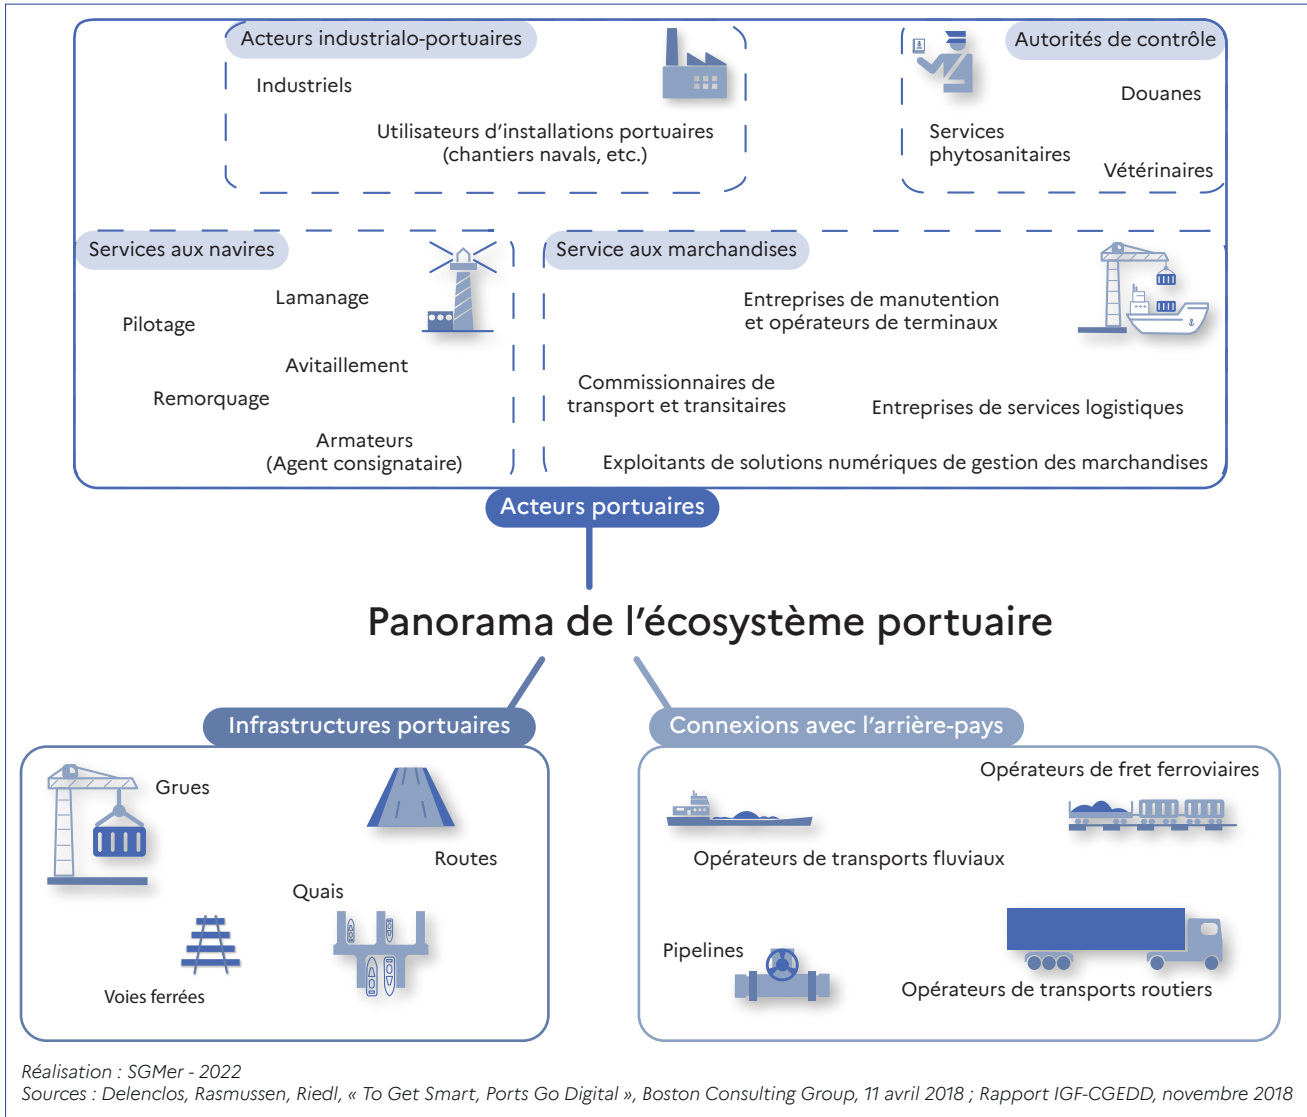 Acteurs industrialo-portuaires
Industriels
Utilisateurs d'installations portuaires
(chantiers navals, etc.)
Autorités de contrôle
Douanes
Services
phytosanitaires
Vétérinaires
Services aux navires
Lamanage
Pilotage
Avitaillement
Remorquage
Armateurs
(Agent consignataire)
Service aux marchandises
Entreprises de manutention
et opérateurs de terminaux
Commissionnaires de
transport et transitaires
Entreprises de services logistiques
Exploitants de solutions numériques de gestion des marchandises
Acteurs portuaires
Panorama de l'écosystème portuaire
Infrastructures portuaires
Grues
Routes
Quais
Voies ferrées
Connexions avec l'arrière-pays
Opérateurs de fret ferroviaires
Opérateurs de transports fluviaux
Pipelines
Opérateurs de transports routiers
Réalisation : SGMer - 2022
Sources : Delenclos, Rasmussen, Riedl, « To Get Smart, Ports Go Digital », Boston Consulting Group, 11 avril 2018 ; Rapport IGF-CGEDD, novembre 2018